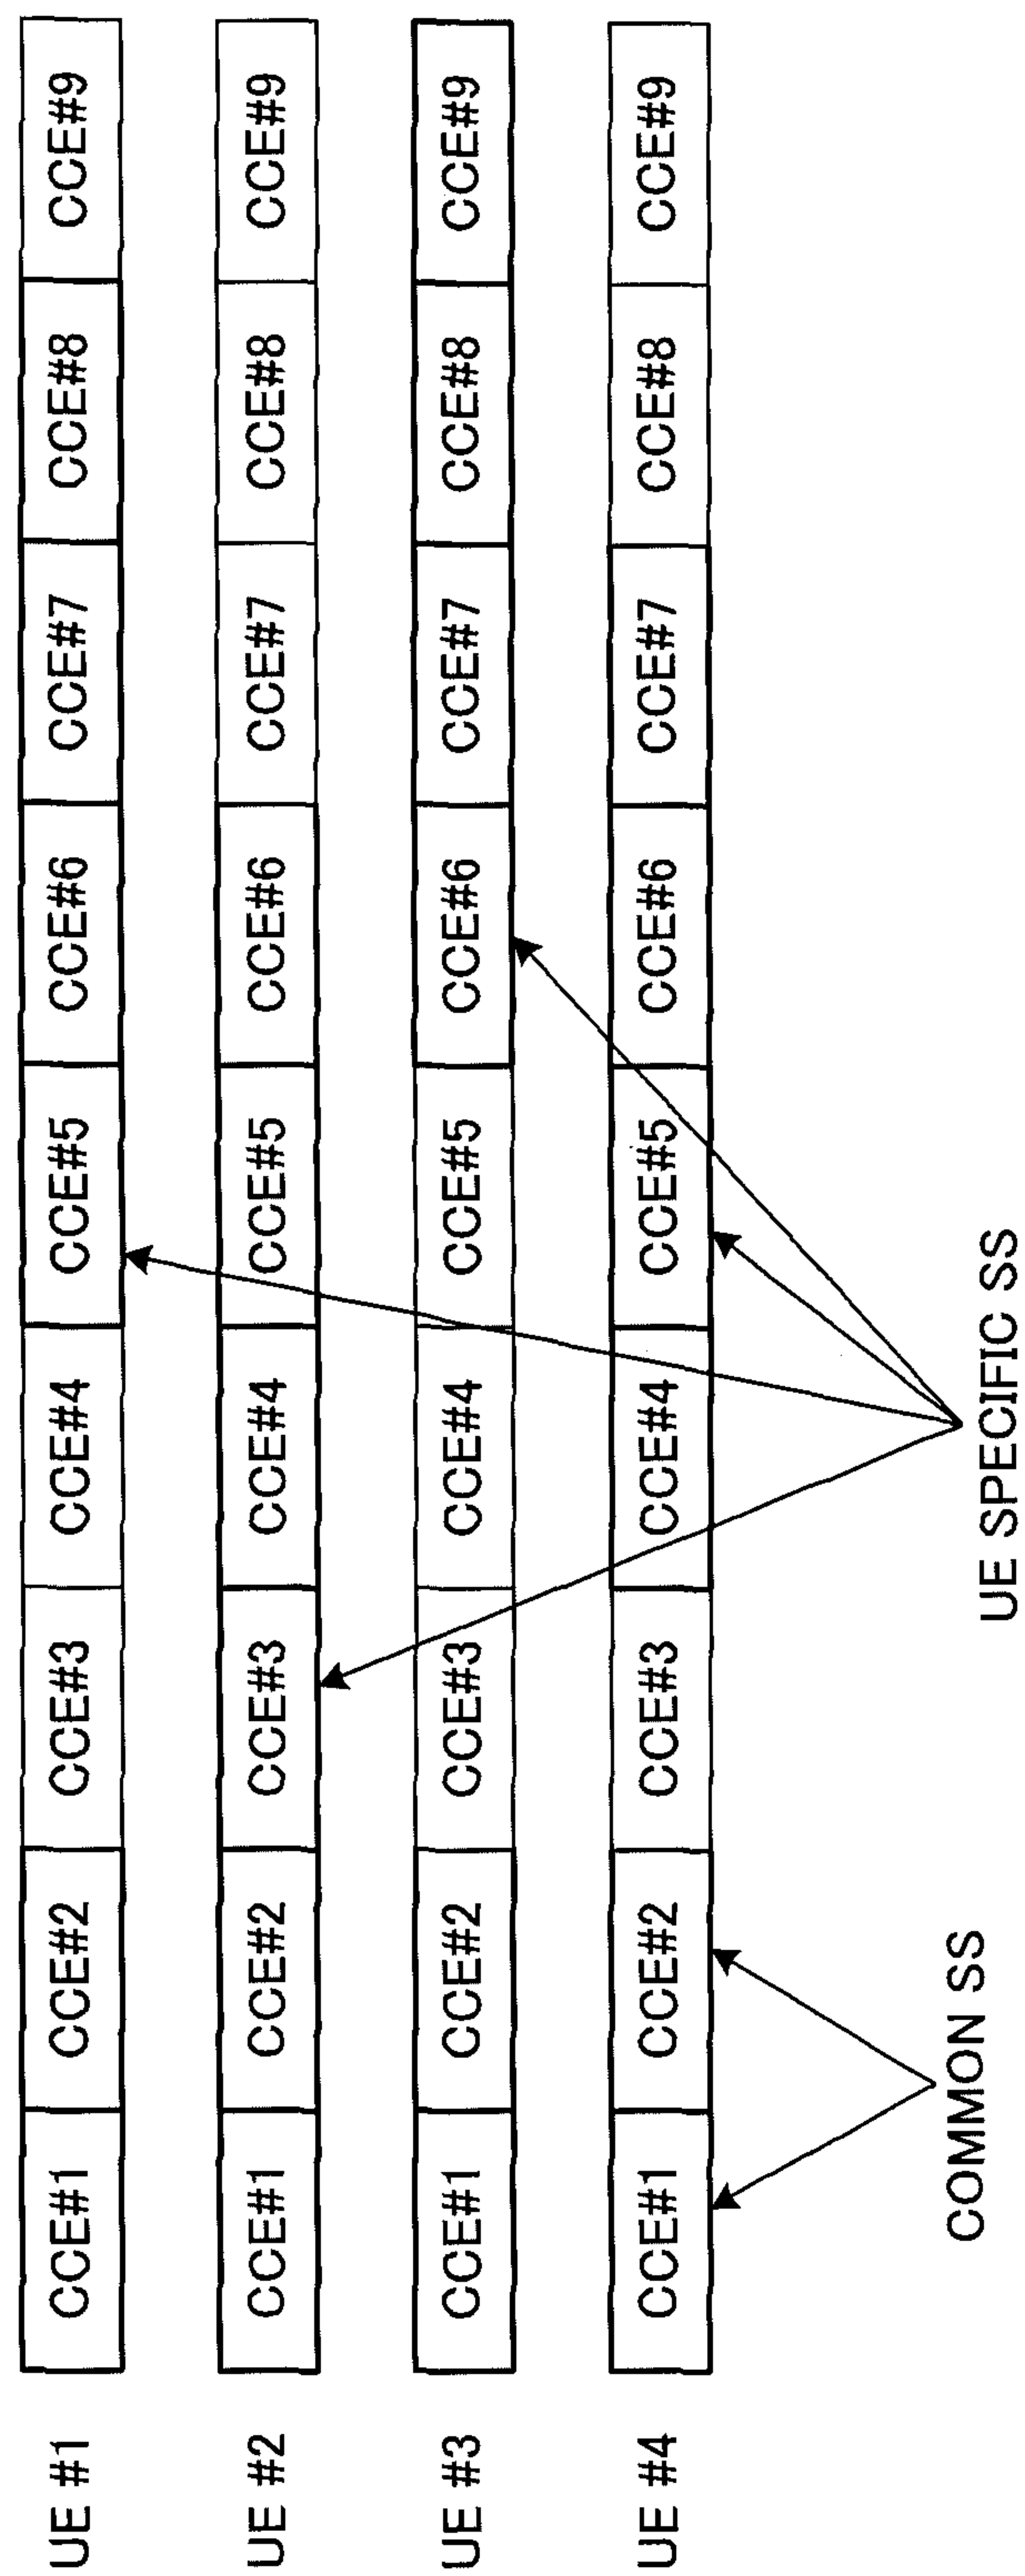 UE #1 CCE#1 CCE#2 CCE#3 CCE#4 CCE#5 CCE#6 CCE#7 CCE#8 CCE#9
UE #2 CCE#1 CCE#2 CCE#3 CCE#4 CCE#5 CCE#6 CCE#7 CCE#8 CCE#9
UE #3 CCE#1 CCE#2 CCE#3 CCE#4 CCE#5 CCE#6 CCE#7 CCE#8 CCE#9
UE #4 CCE#1 CCE#2 CCE#3 CCE#4 CCE#5 CCE#6 CCE#7 CCE#8 CCE#9
COMMON SS
UE SPECIFIC SS